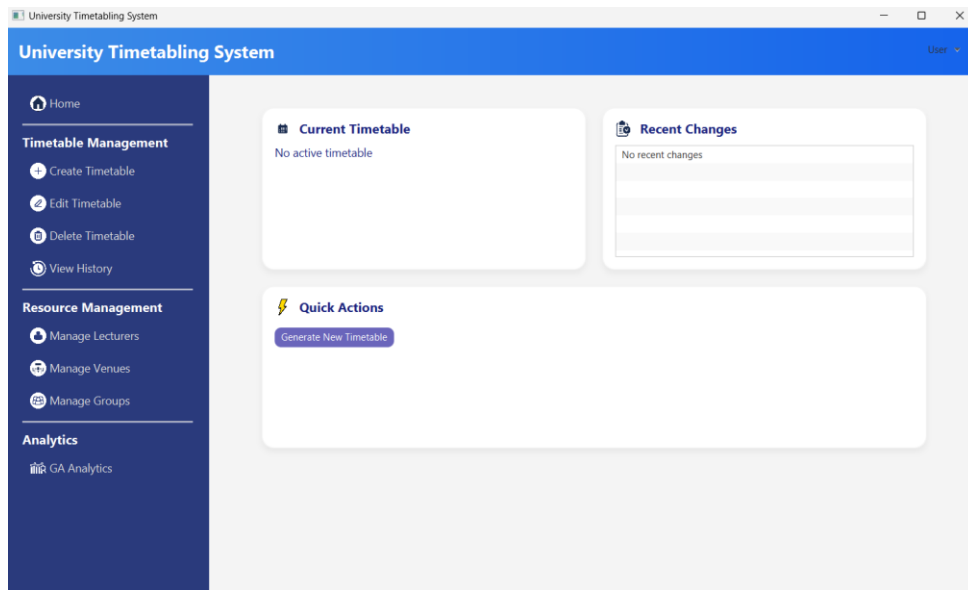 University Timetabling System
University Timetabling System
User
Home
Timetable Management
Create Timetable
Edit Timetable
Delete Timetable
View History
Resource Management
Manage Lecturers
Manage Venues
Manage Groups
Analytics
GA Analytics
Current Timetable
No active timetable
Recent Changes
No recent changes
Quick Actions
Generate New Timetable